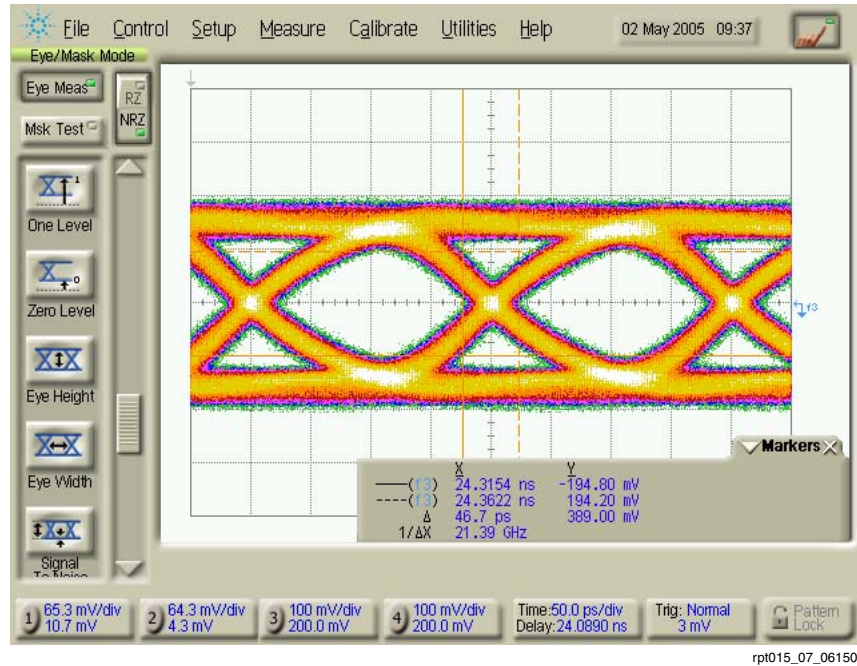 File Control Setup Measure Calibrate Utilities Help 02 May 2005 09:37
Eye/Mask Mode
Eye Meas
RZ
NRZ
Msk Test
1
One Level
0
Zero Level
Eye Height
Eye Width
Signal
To Noise
f3
Markers
X Y
(f3) 24.3154 ns -194.80 mV
(f3) 24.3622 ns 194.20 mV
Δ 46.7 ps 389.00 mV
1/ΔX 21.39 GHz
1 65.3 mV/div 10.7 mV
2 64.3 mV/div 4.3 mV
3 100 mV/div 200.0 mV
4 100 mV/div 200.0 mV
Time:50.0 ps/div Delay:24.0890 ns
Trig: Normal 3 mV
Pattern Lock
rpt015_07_06150